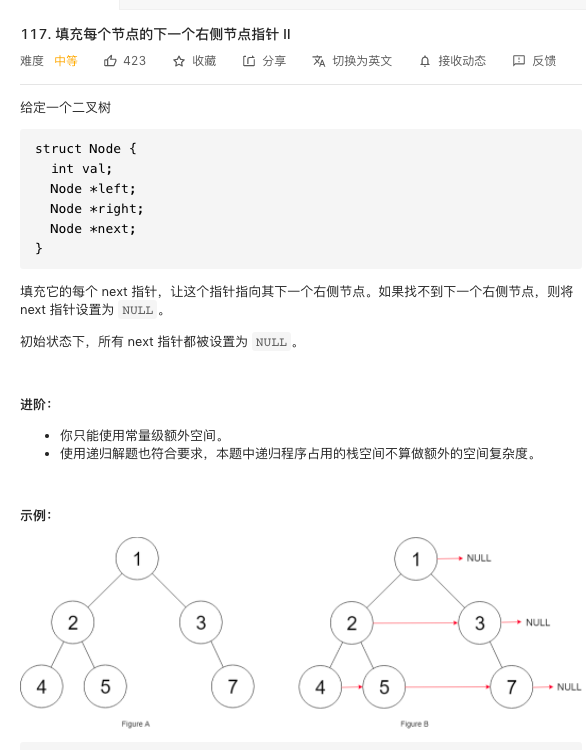 117. 填充每个节点的下一个右侧节点指针 II
难度 中等 423 收藏 分享 切换为英文 接收动态 反馈
给定一个二叉树
struct Node {
  int val;
  Node *left;
  Node *right;
  Node *next;
}
填充它的每个 next 指针，让这个指针指向其下一个右侧节点。如果找不到下一个右侧节点，则将
next 指针设置为 NULL 。
初始状态下，所有 next 指针都被设置为 NULL 。
进阶：
• 你只能使用常量级额外空间。
• 使用递归解题也符合要求，本题中递归程序占用的栈空间不算做额外的空间复杂度。
示例：
1 1 NULL
2 3 2 3 NULL
4 5 7 4 5 7 NULL
Figure A Figure B